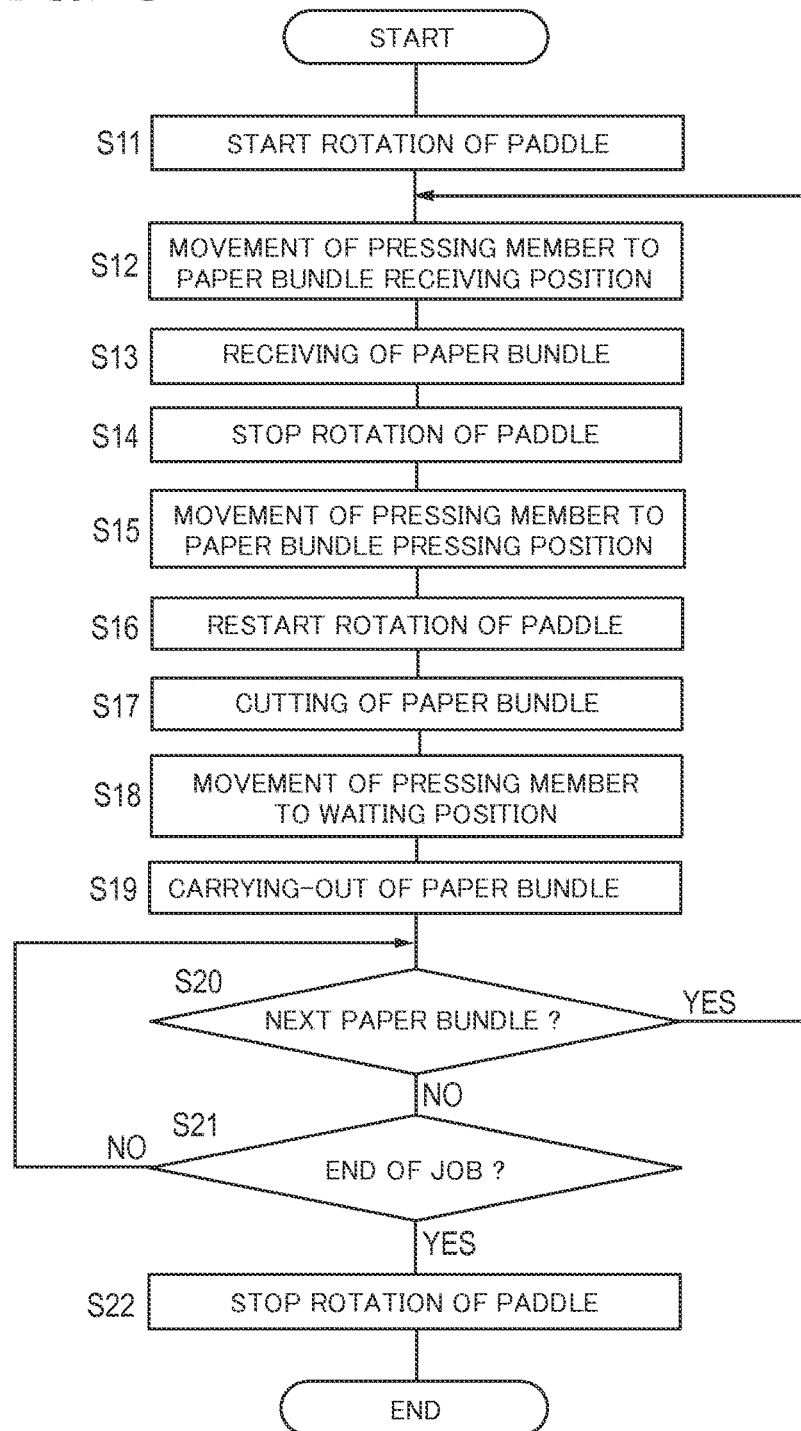 START
S11
START ROTATION OF PADDLE
S12
MOVEMENT OF PRESSING MEMBER TO
PAPER BUNDLE RECEIVING POSITION
S13
RECEIVING OF PAPER BUNDLE
S14
STOP ROTATION OF PADDLE
S15
MOVEMENT OF PRESSING MEMBER TO
PAPER BUNDLE PRESSING POSITION
S16
RESTART ROTATION OF PADDLE
S17
CUTTING OF PAPER BUNDLE
S18
MOVEMENT OF PRESSING MEMBER
TO WAITING POSITION
S19
CARRYING-OUT OF PAPER BUNDLE
S20
NEXT PAPER BUNDLE ?
YES
NO
S21
NO
END OF JOB ?
YES
S22
STOP ROTATION OF PADDLE
END